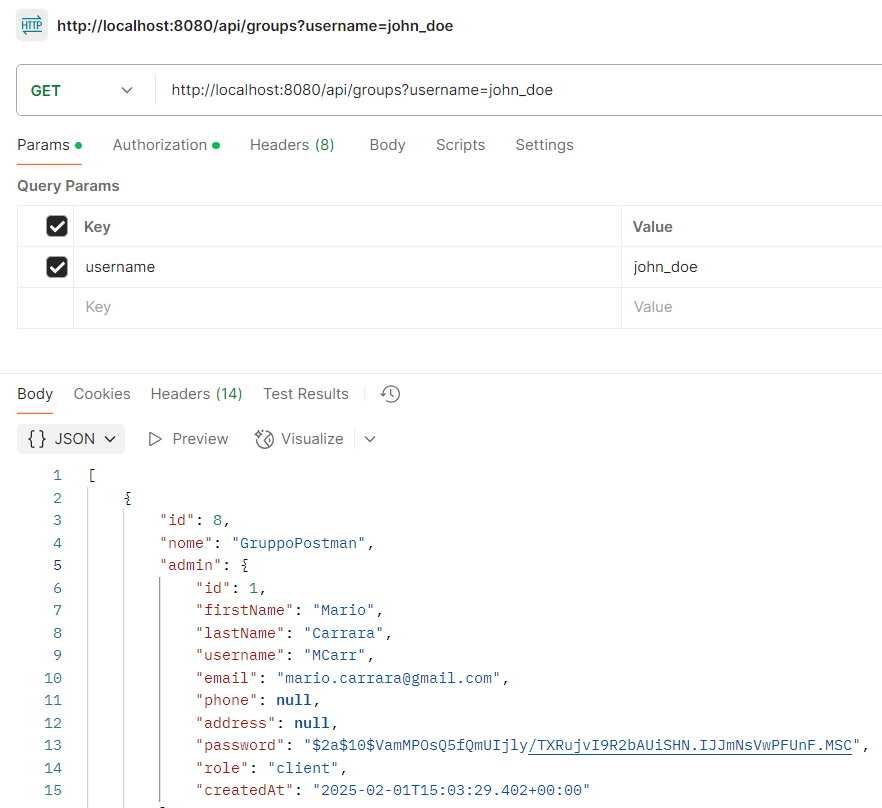 HTTP http://localhost:8080/api/groups?username=john_doe
GET http://localhost:8080/api/groups?username=john_doe
Params Authorization Headers (8) Body Scripts Settings
Query Params
Key Value
username john_doe
Key Value
Body Cookies Headers (14) Test Results
{} JSON Preview Visualize
1 [
2 {
3 "id": 8,
4 "nome": "GruppoPostman",
5 "admin": {
6 "id": 1,
7 "firstName": "Mario",
8 "lastName": "Carrara",
9 "username": "MCarr",
10 "email": "mario.carrara@gmail.com",
11 "phone": null,
12 "address": null,
13 "password": "$2a$10$VamMPOsQ5fQmUIjly/TXRujvI9R2bAUiSHN.IJJmNsVwPFUnF.MSC",
14 "role": "client",
15 "createdAt": "2025-02-01T15:03:29.402+00:00"